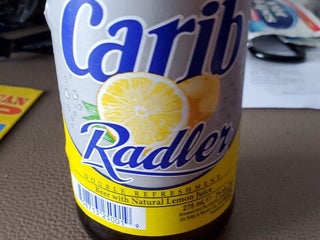 Carib
Radler
DOUBLE REFRESHMENT
Beer with Natural Lemon Juice
275 mL